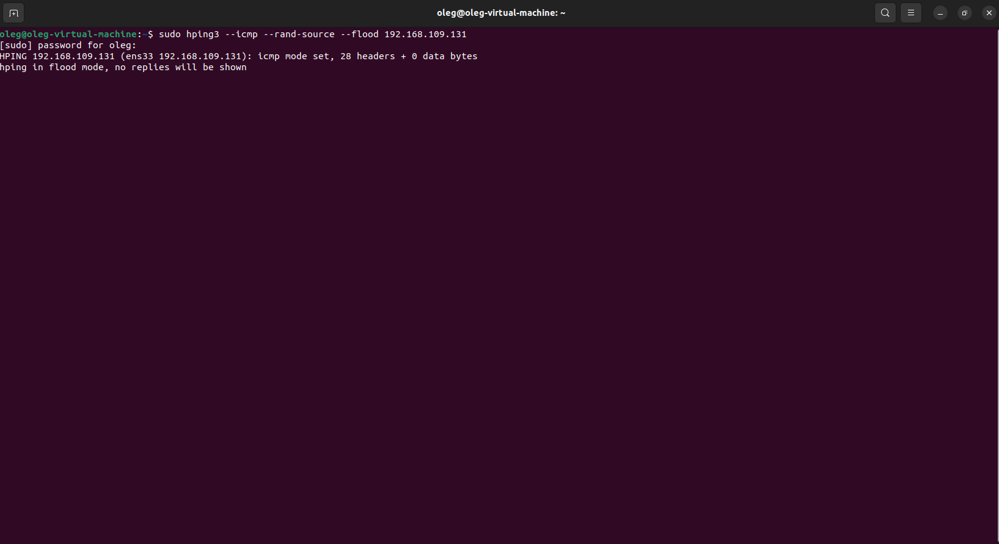 oleg@oleg-virtual-machine: ~
oleg@oleg-virtual-machine:~$ sudo hping3 --icmp --rand-source --flood 192.168.109.131
[sudo] password for oleg:
HPING 192.168.109.131 (ens33 192.168.109.131): icmp mode set, 28 headers + 0 data bytes
hping in flood mode, no replies will be shown